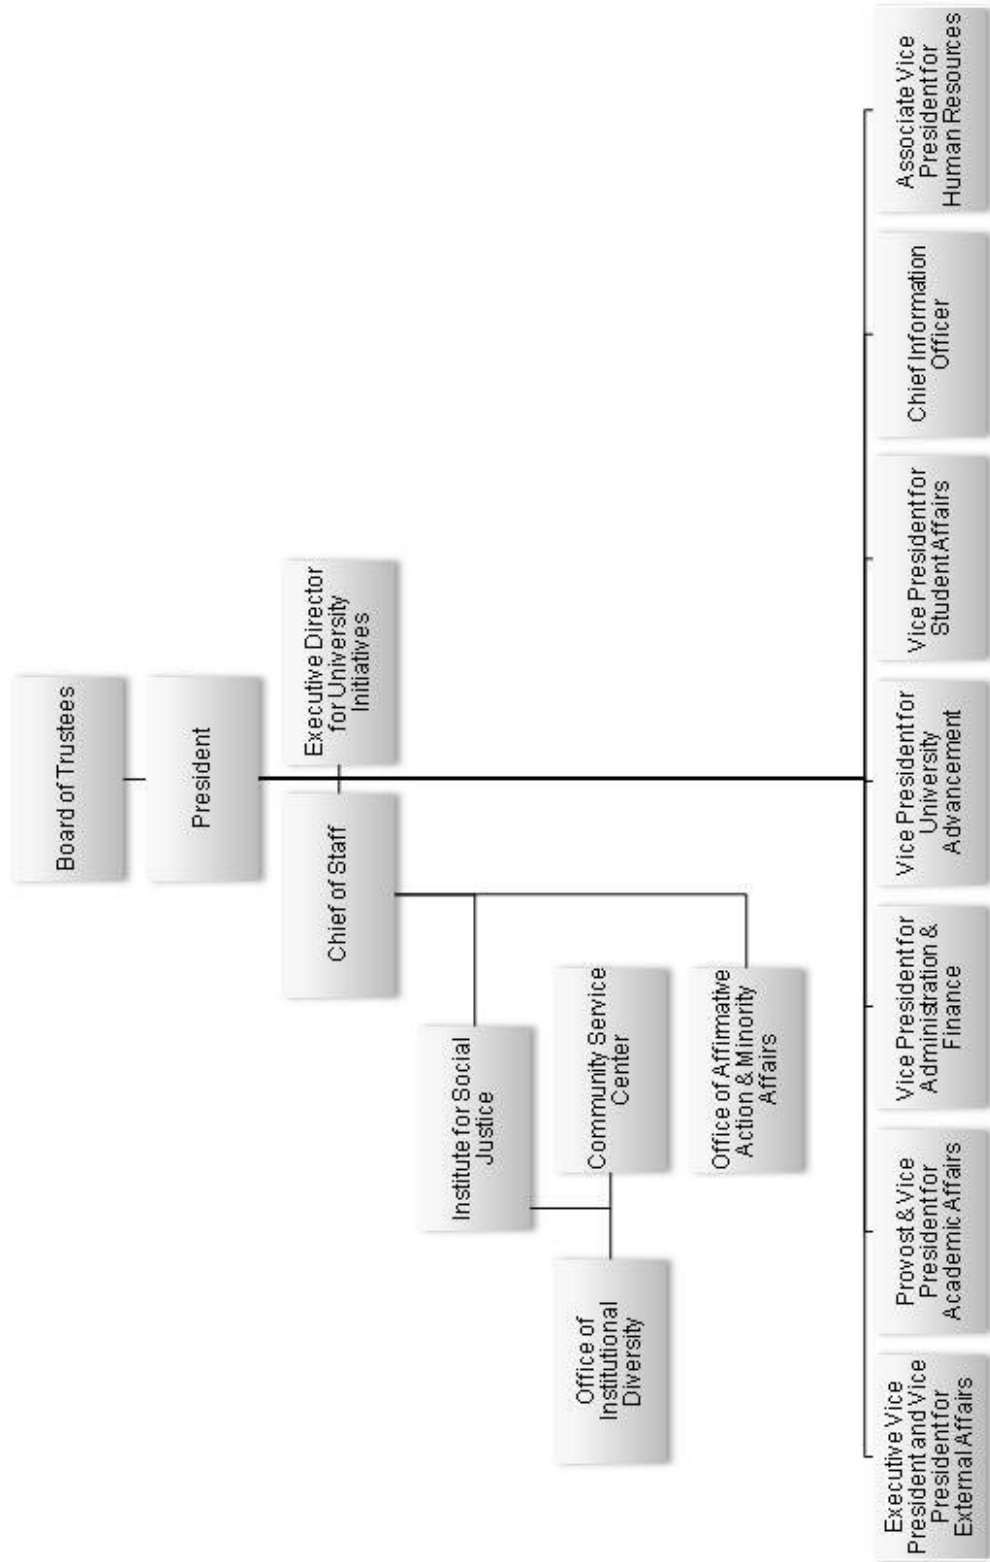 Board of Trustees
President
Chief of Staff
Executive Director
for University
Initiatives
Institute for Social
Justice
Office of
Institutional
Diversity
Community Service
Center
Office of Affirmative
Action & Minority
Affairs
Executive Vice
President and Vice
President for
External Affairs
Provost & Vice
President for
Academic Affairs
Vice President for
Administration &
Finance
Vice President for
University
Advancement
Vice President for
Student Affairs
Chief Information
Officer
Associate Vice
President for
Human Resources